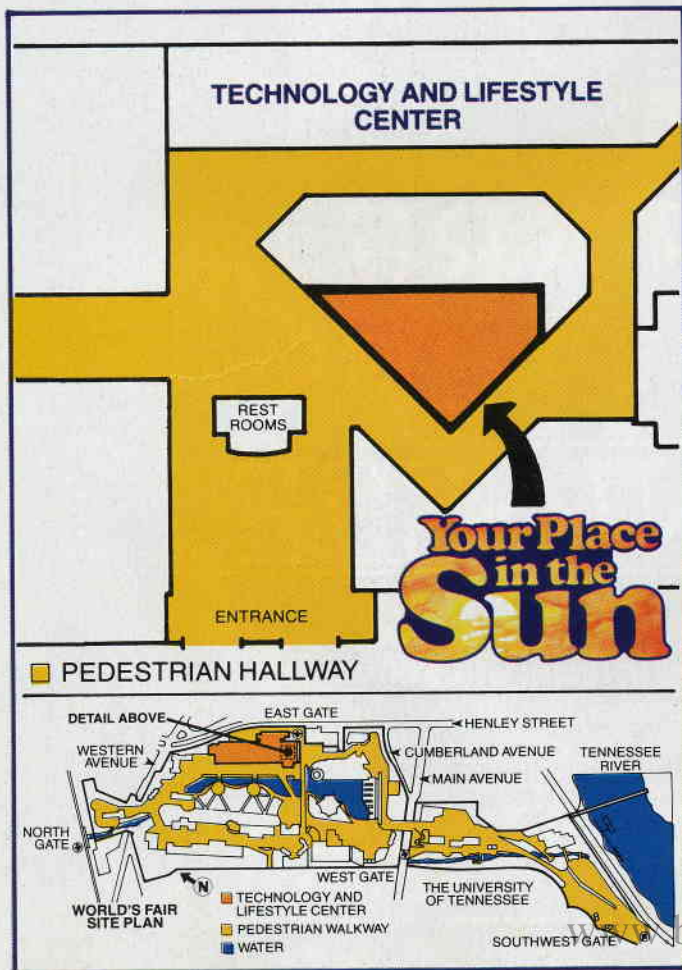 TECHNOLOGY AND LIFESTYLE
CENTER
REST
ROOMS
Your Place
in the
Sun
ENTRANCE
PEDESTRIAN HALLWAY
DETAIL ABOVE
EAST GATE
HENLEY STREET
WESTERN
AVENUE
CUMBERLAND AVENUE
TENNESSEE
RIVER
MAIN AVENUE
NORTH
GATE
N
WEST GATE
THE UNIVERSITY
OF TENNESSEE
WORLD'S FAIR
SITE PLAN
TECHNOLOGY AND
LIFESTYLE CENTER
PEDESTRIAN WALKWAY
WATER
SOUTHWEST GATE
www.b